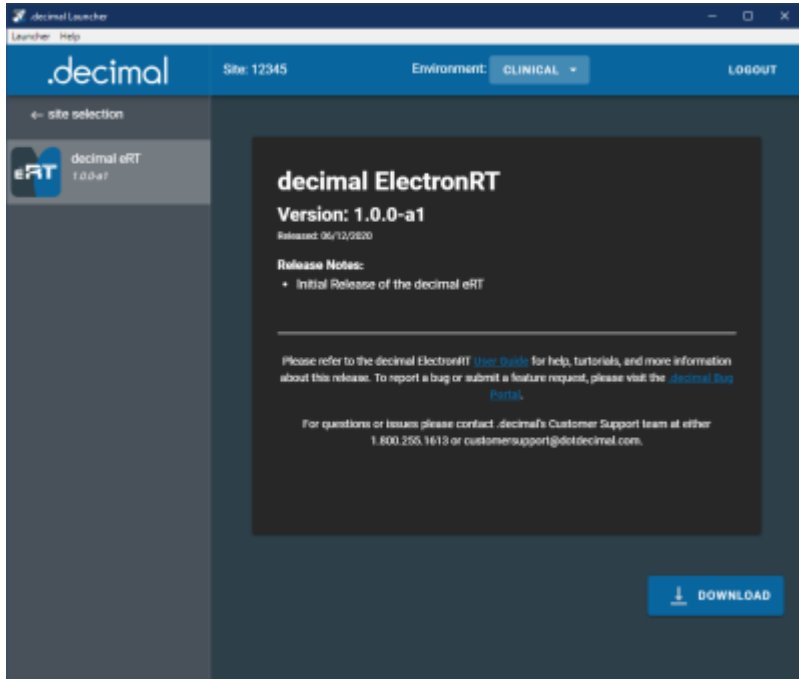 .decimal Launcher
Launcher Help
.decimal
Site: 12345
Environment: CLINICAL
LOGOUT
← site selection
eRT
decimal eRT
1.0.0-a1
decimal ElectronRT
Version: 1.0.0-a1
Released: 06/12/2020
Release Notes:
• Initial Release of the decimal eRT
Please refer to the decimal ElectronRT User Guide for help, turtorials, and more information
about this release. To report a bug or submit a feature request, please visit the .decimal Bug
Portal.
For questions or issues please contact .decimal's Customer Support team at either
1.800.255.1613 or customersupport@dotdecimal.com.
DOWNLOAD